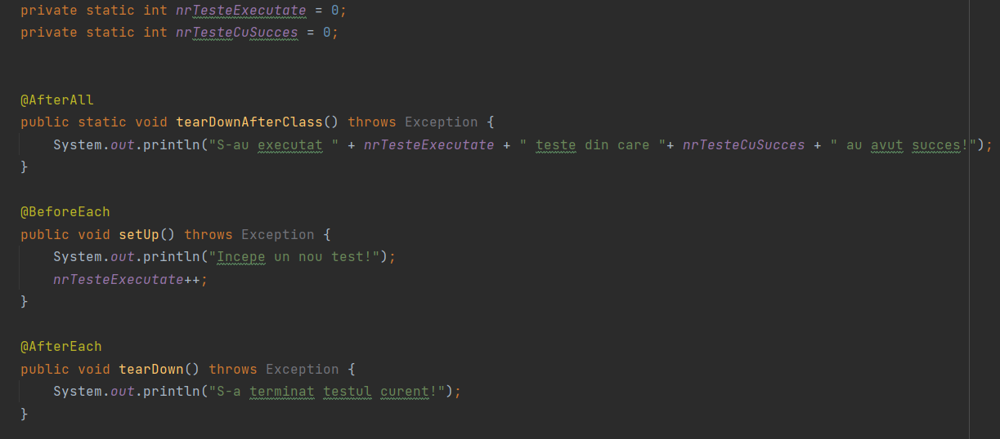 private static int nrTesteExecutate = 0;
private static int nrTesteCuSucces = 0;
@AfterAll
public static void tearDownAfterClass() throws Exception {
System.out.println("S-au executat " + nrTesteExecutate + " teste din care "+ nrTesteCuSucces + " au avut succes!");
}
@BeforeEach
public void setUp() throws Exception {
System.out.println("Incepe un nou test!");
nrTesteExecutate++;
}
@AfterEach
public void tearDown() throws Exception {
System.out.println("S-a terminat testul curent!");
}